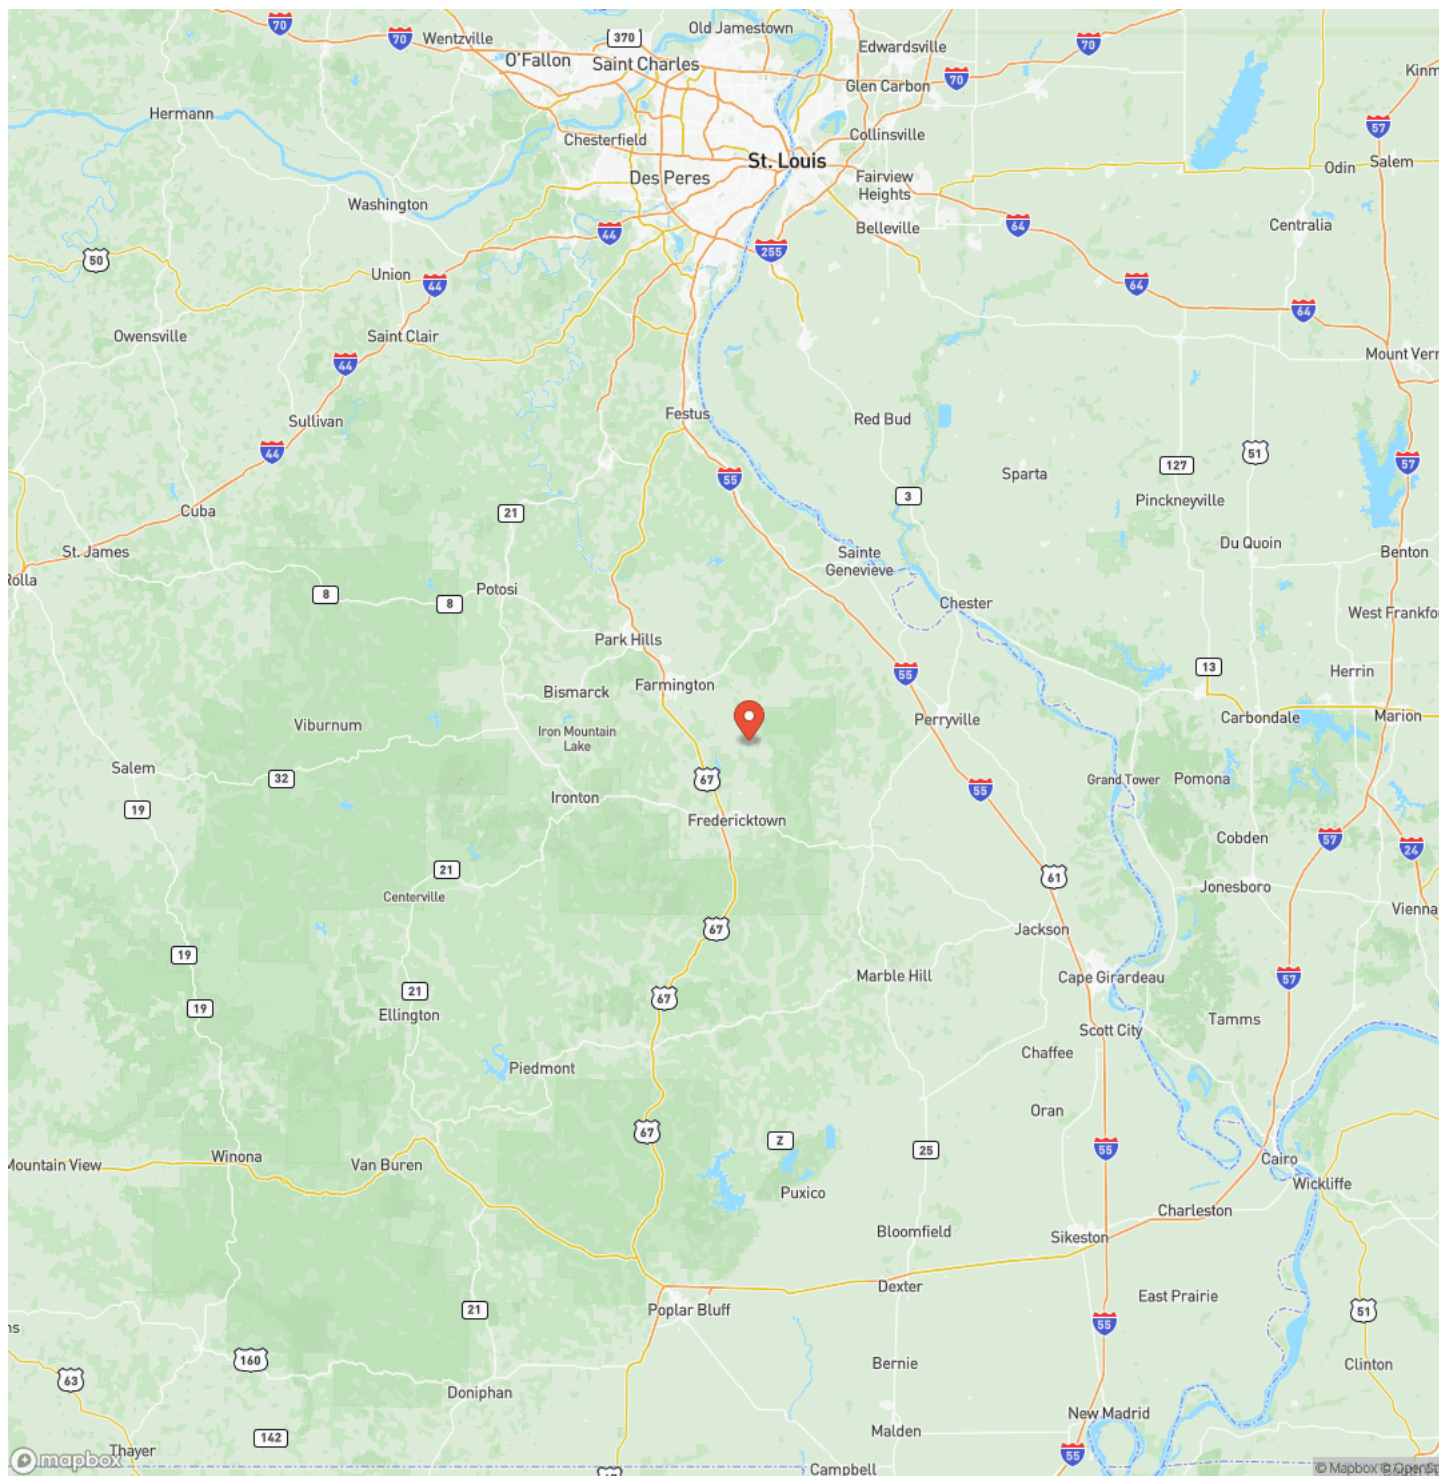 70
70
Wentzville
370
Old Jamestown
Edwardsville
70
O'Fallon
Saint Charles
70
Kinm
Glen Carbon
Hermann
57
Chesterfield
Collinsville
St. Louis
Odin
Salem
Des Peres
Fairview
Heights
Washington
44
Belleville
64
Centralia
50
255
Union
44
64
64
Owensville
Saint Clair
44
Mount Verr
Sullivan
Festus
Red Bud
44
55
Sparta
127
51
57
3
Pinckneyville
Cuba
21
St. James
Sainte
Genevieve
Du Quoin
Benton
Rolla
8
8
Potosi
Chester
West Frankfo
Park Hills
55
13
Herrin
Farmington
Bismarck
Viburnum
Iron Mountain
Lake
Perryville
Carbondale
Marion
Salem
32
67
55
Grand Tower
Pomona
19
Ironton
Fredericktown
Cobden
57
24
21
61
Centerville
Jonesboro
Vienna
67
Jackson
19
Marble Hill
Cape Girardeau
57
21
67
19
Ellington
Tamms
Scott City
Chaffee
Piedmont
Oran
67
Z
25
55
Mountain View
Winona
Van Buren
Cairo
Wickliffe
Puxico
Charleston
Bloomfield
Sikeston
Dexter
East Prairie
21
Poplar Bluff
51
55
ns
160
63
Bernie
Clinton
Doniphan
New Madrid
142
Malden
Thayer
55
mapbox
Campbell
© Mapbox © OpenSt